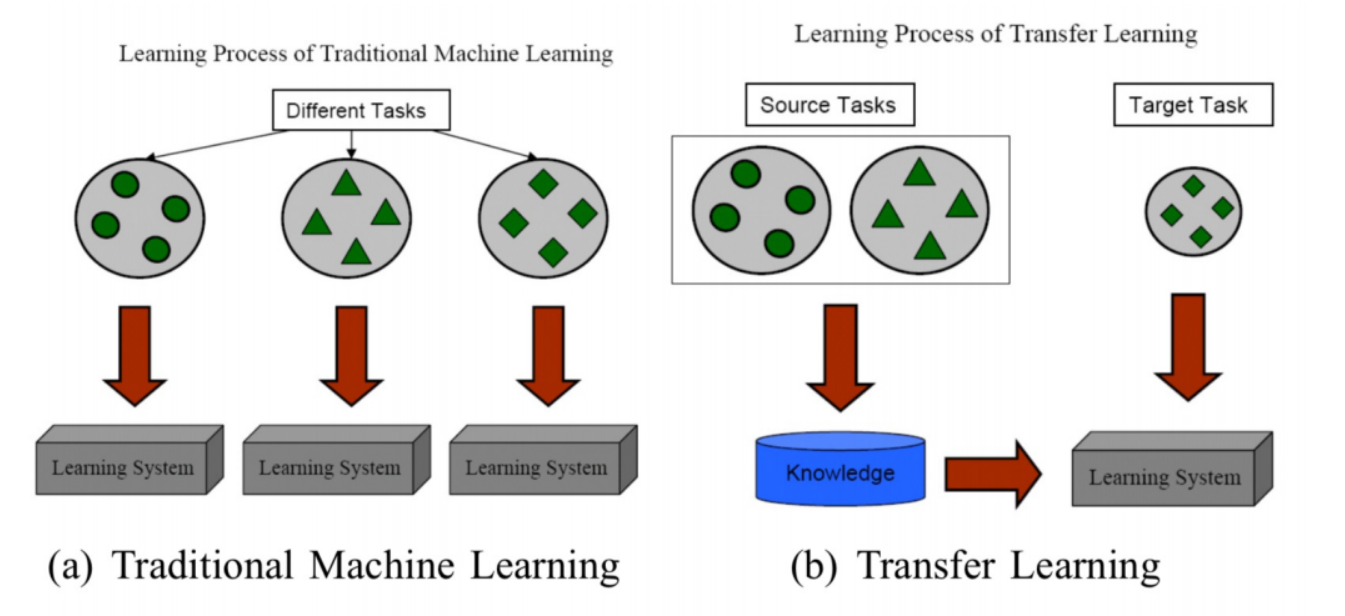 Learning Process of Traditional Machine Learning
Different Tasks
Learning System
Learning System
Learning System
(a) Traditional Machine Learning
Learning Process of Transfer Learning
Source Tasks
Target Task
Knowledge
Learning System
(b) Transfer Learning